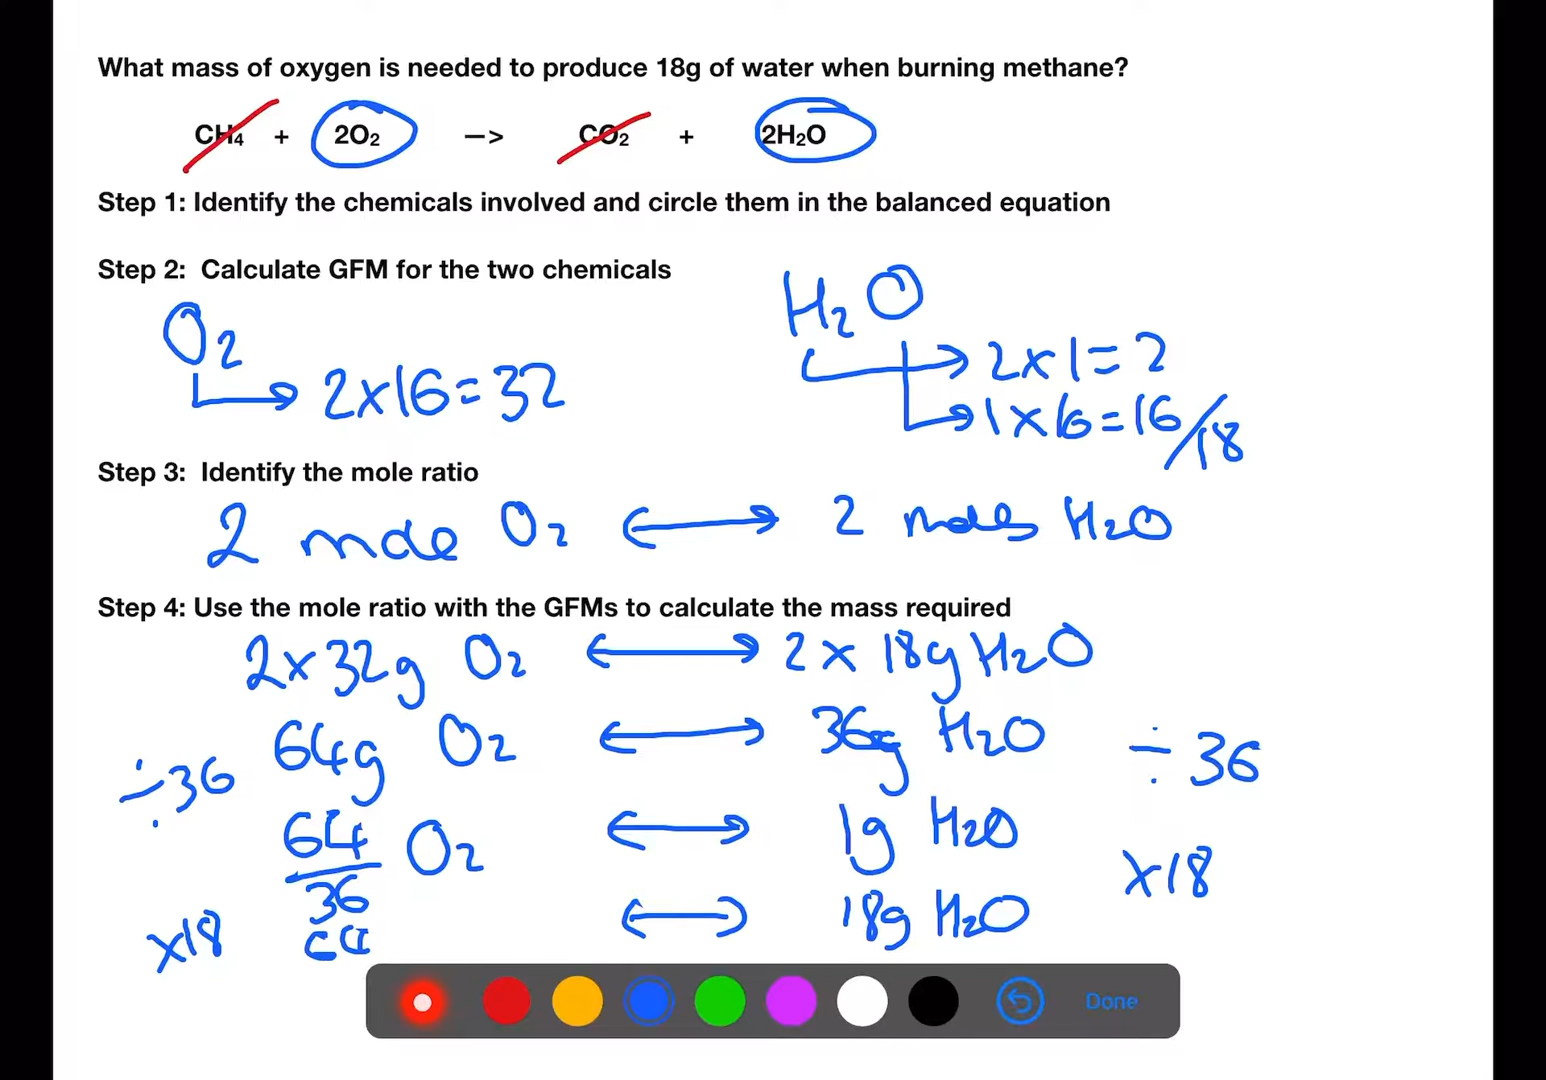 What mass of oxygen is needed to produce 18g of water when burning methane?
CH₄ + 2O₂ —> CO₂ + 2H₂O
Step 1: Identify the chemicals involved and circle them in the balanced equation
Step 2: Calculate GFM for the two chemicals
O₂
2x16=32
H₂O
2x1=2
1x16=16/18
Step 3: Identify the mole ratio
2 mole O₂ ⟷ 2 moles H₂O
Step 4: Use the mole ratio with the GFMs to calculate the mass required
2x32g O₂ ⟷ 2 x 18g H₂O
÷36 64g O₂ ⟷ 36g H₂O ÷ 36
64/36 O₂ ⟷ 1g H₂O
x18 ⟷ 18g H₂O x18
Done